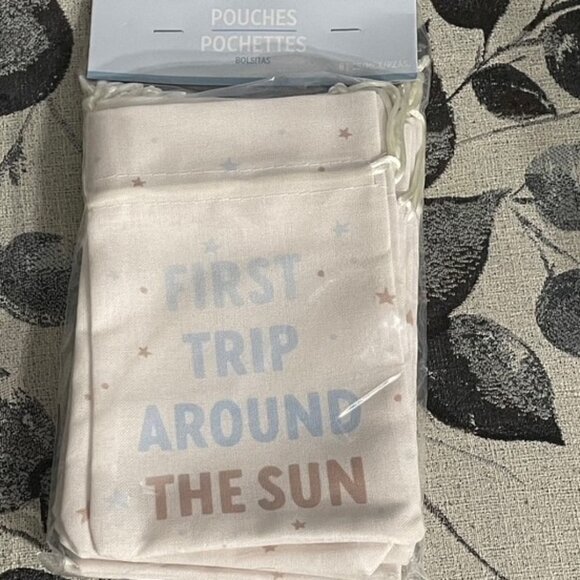 POUCHES
POCHETTES
BOLSITAS
FIRST
TRIP
AROUND
THE SUN